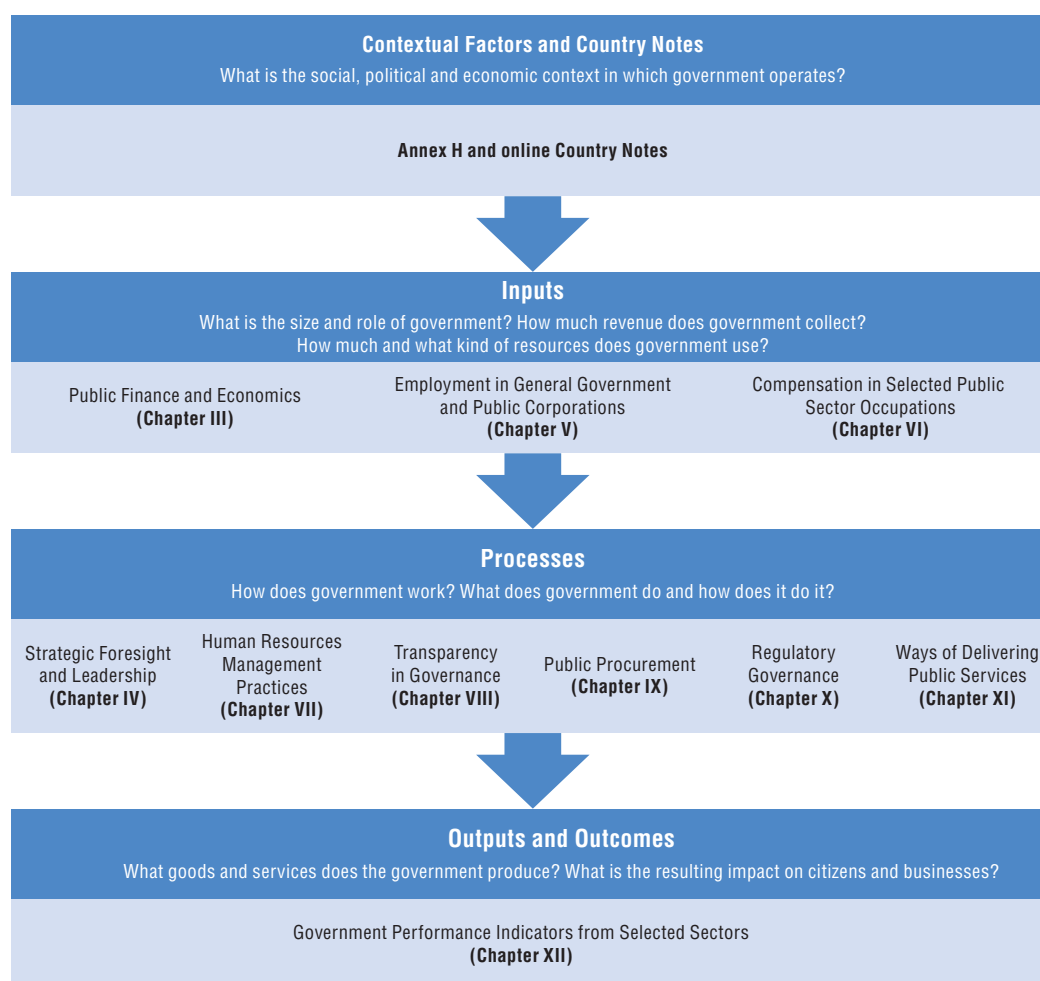 Contextual Factors and Country Notes
What is the social, political and economic context in which government operates?
Annex H and online Country Notes
Inputs
What is the size and role of government? How much revenue does government collect?
How much and what kind of resources does government use?
Public Finance and Economics
(Chapter III)
Employment in General Government
and Public Corporations
(Chapter V)
Compensation in Selected Public
Sector Occupations
(Chapter VI)
Processes
How does government work? What does government do and how does it do it?
Strategic Foresight
and Leadership
(Chapter IV)
Human Resources
Management
Practices
(Chapter VII)
Transparency
in Governance
(Chapter VIII)
Public Procurement
(Chapter IX)
Regulatory
Governance
(Chapter X)
Ways of Delivering
Public Services
(Chapter XI)
Outputs and Outcomes
What goods and services does the government produce? What is the resulting impact on citizens and businesses?
Government Performance Indicators from Selected Sectors
(Chapter XII)